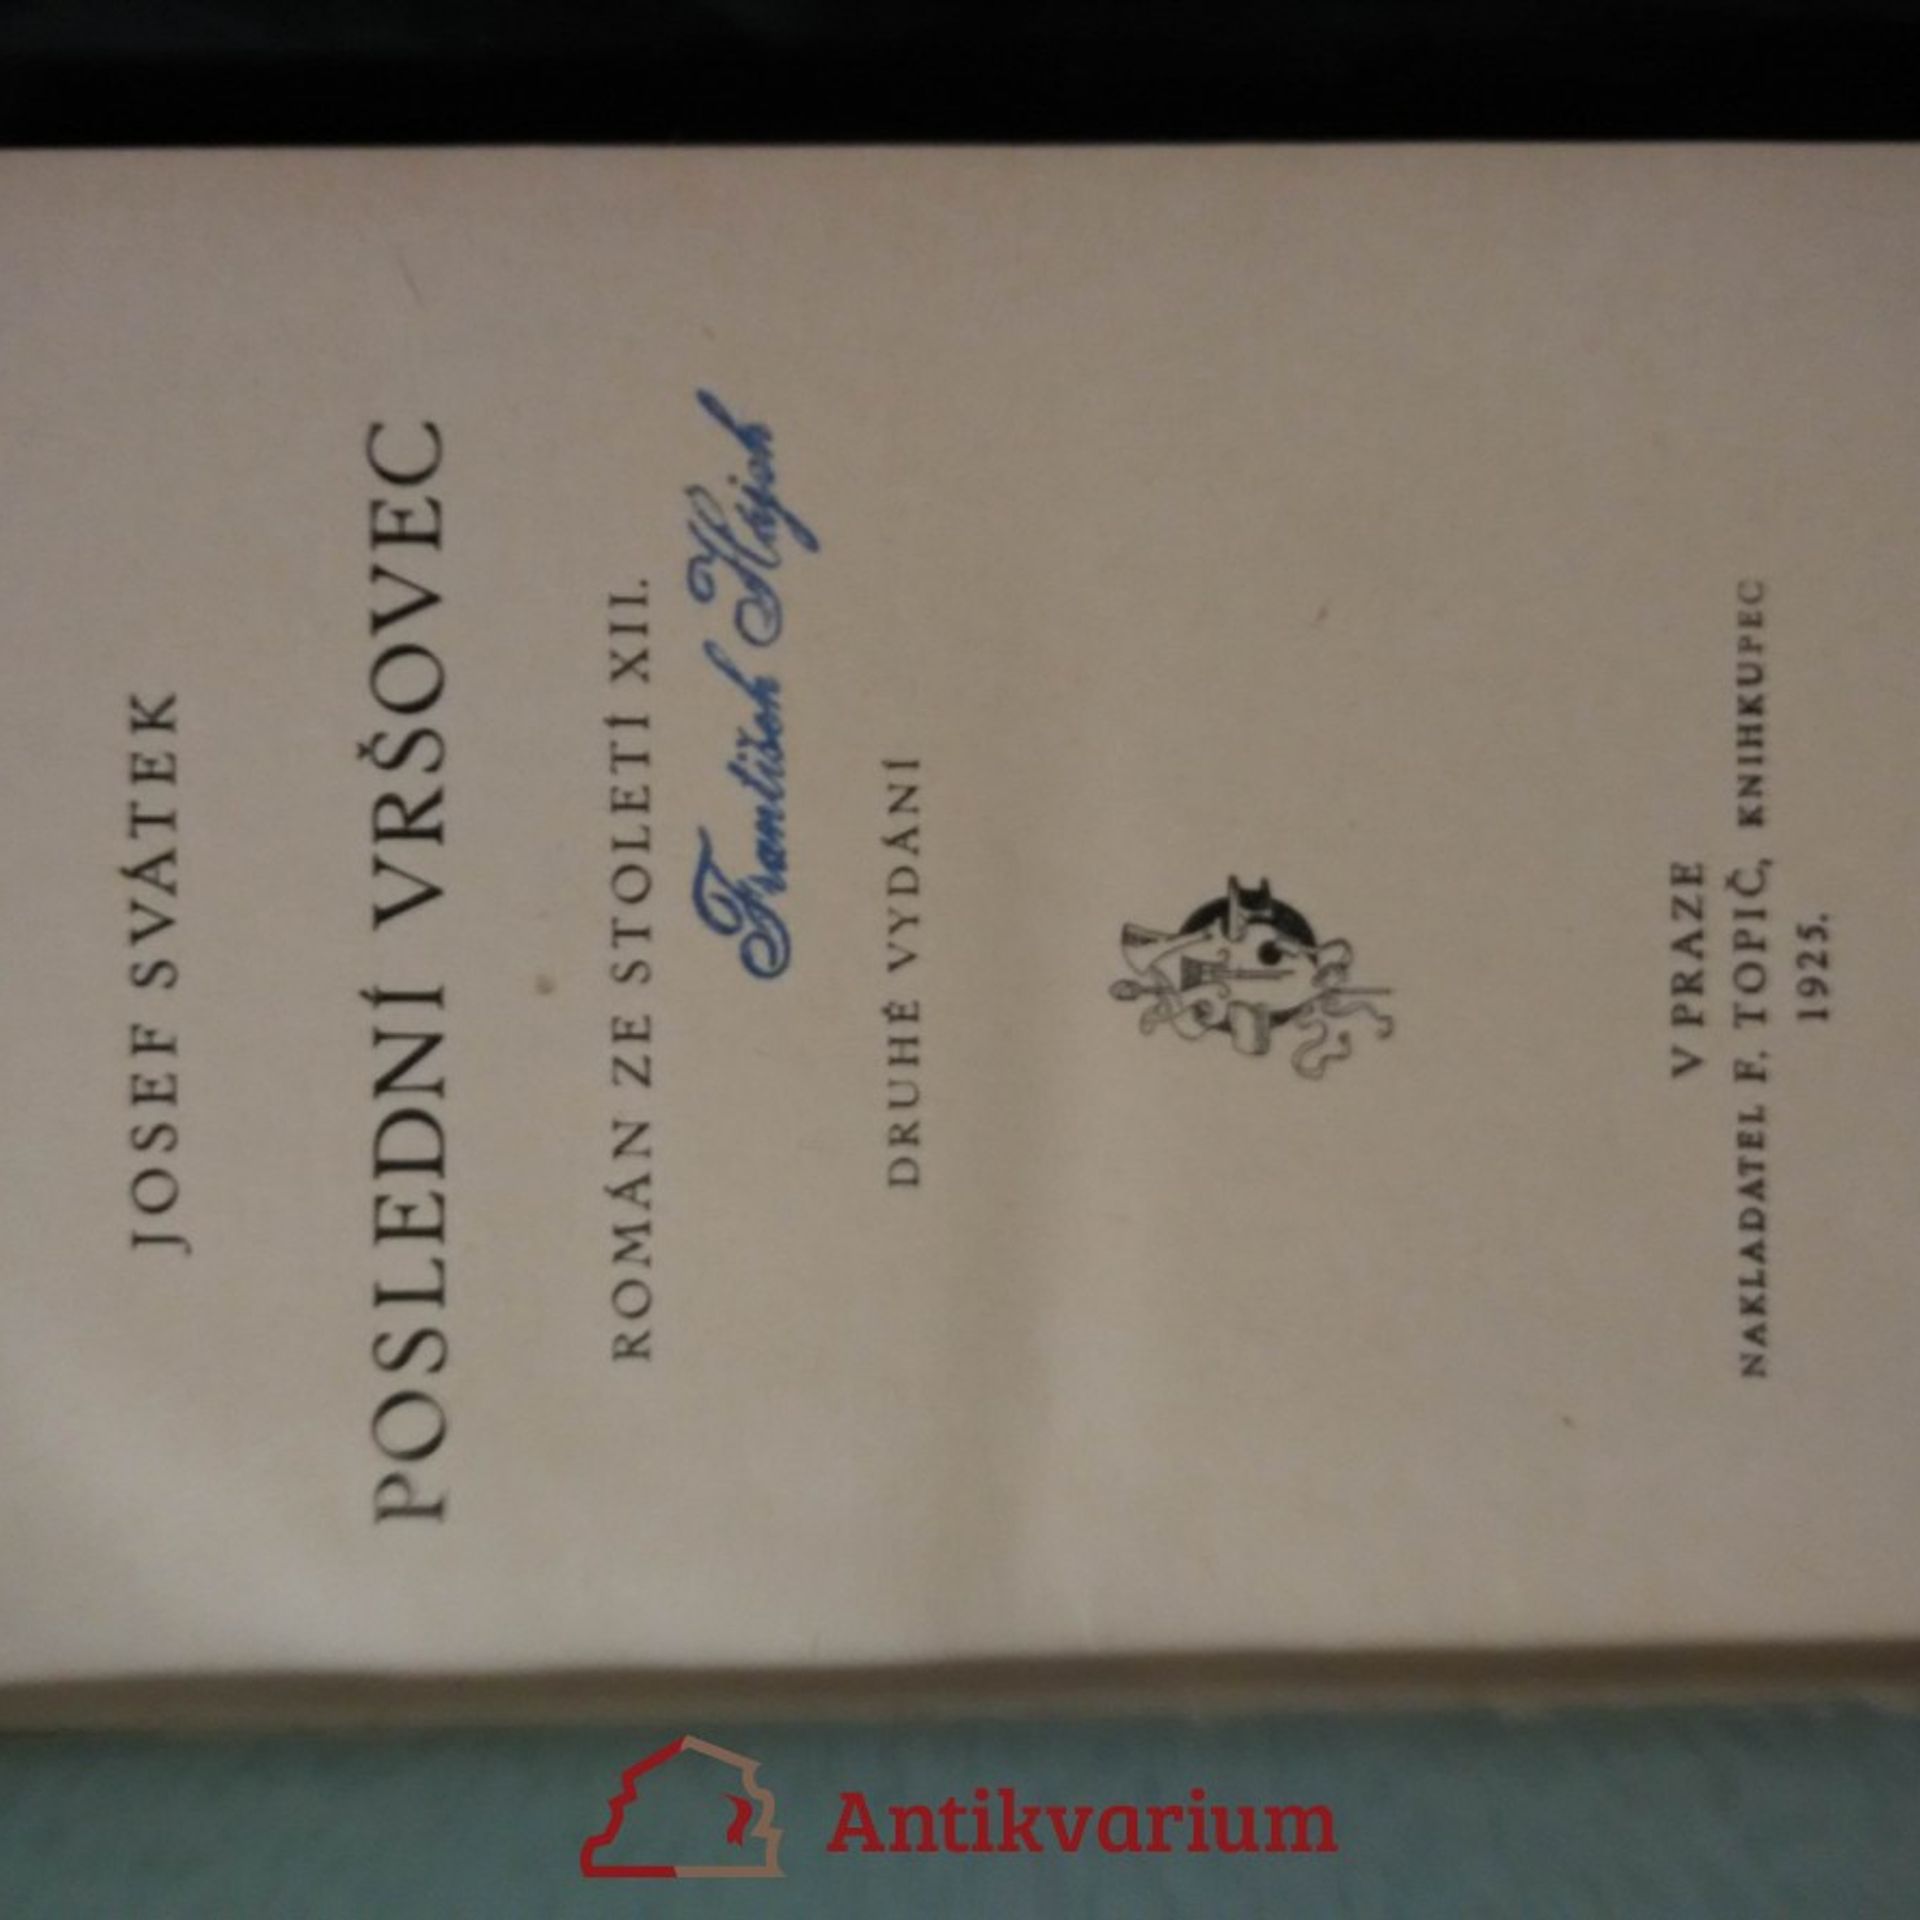 JOSEF SVÁTEK
POSLEDNÍ VRŠOVEC
ROMÁN ZE STOLETÍ XII.
František Hájek
DRUHÉ VYDÁNÍ
V PRAZE
NAKLADATEL F. TOPIČ, KNIHKUPEC
1925.
Antikvarium